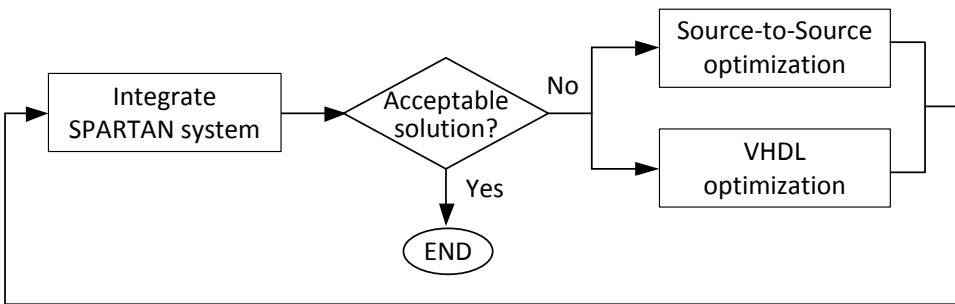 Integrate
SPARTAN system
Acceptable
solution?
No
Yes
END
Source-to-Source
optimization
VHDL
optimization